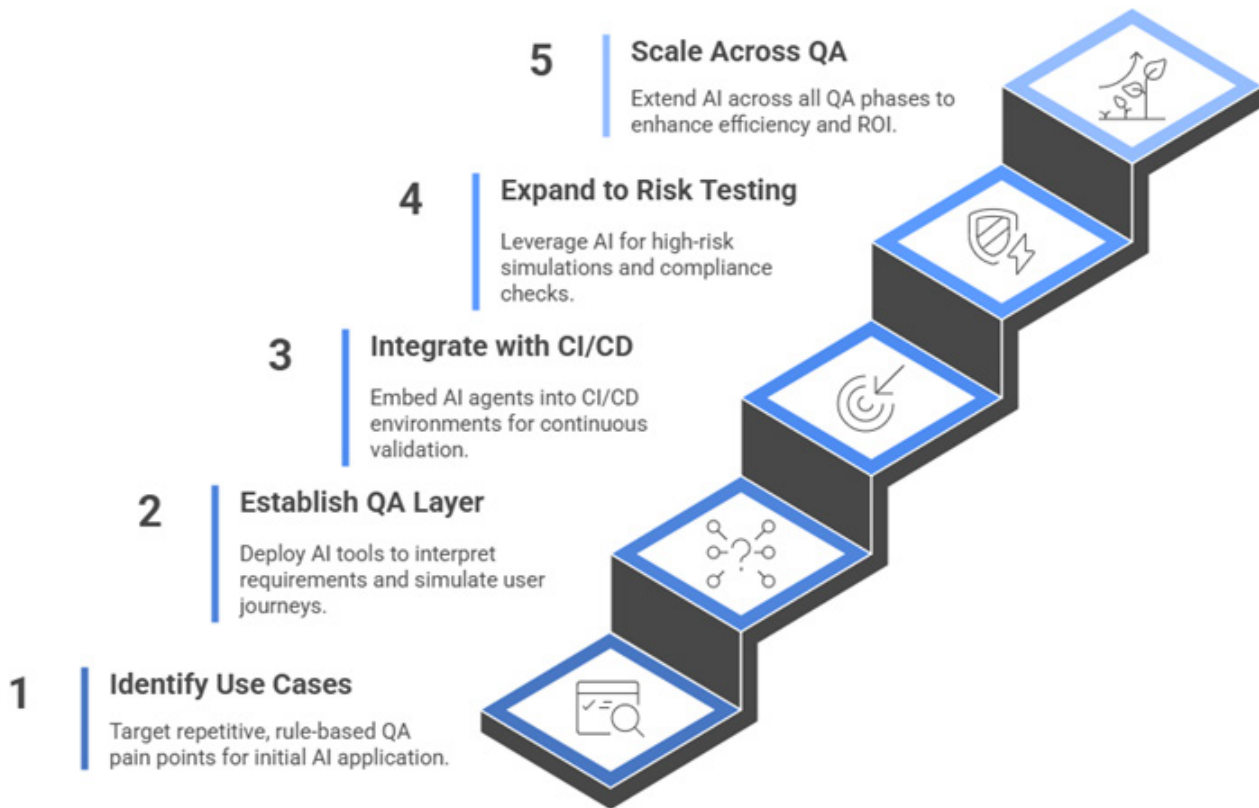 5
Scale Across QA
Extend AI across all QA phases to
enhance efficiency and ROI.
4
Expand to Risk Testing
Leverage AI for high-risk
simulations and compliance
checks.
3
Integrate with CI/CD
Embed AI agents into CI/CD
environments for continuous
validation.
2
Establish QA Layer
Deploy AI tools to interpret
requirements and simulate user
journeys.
1
Identify Use Cases
Target repetitive, rule-based QA
pain points for initial AI application.
?